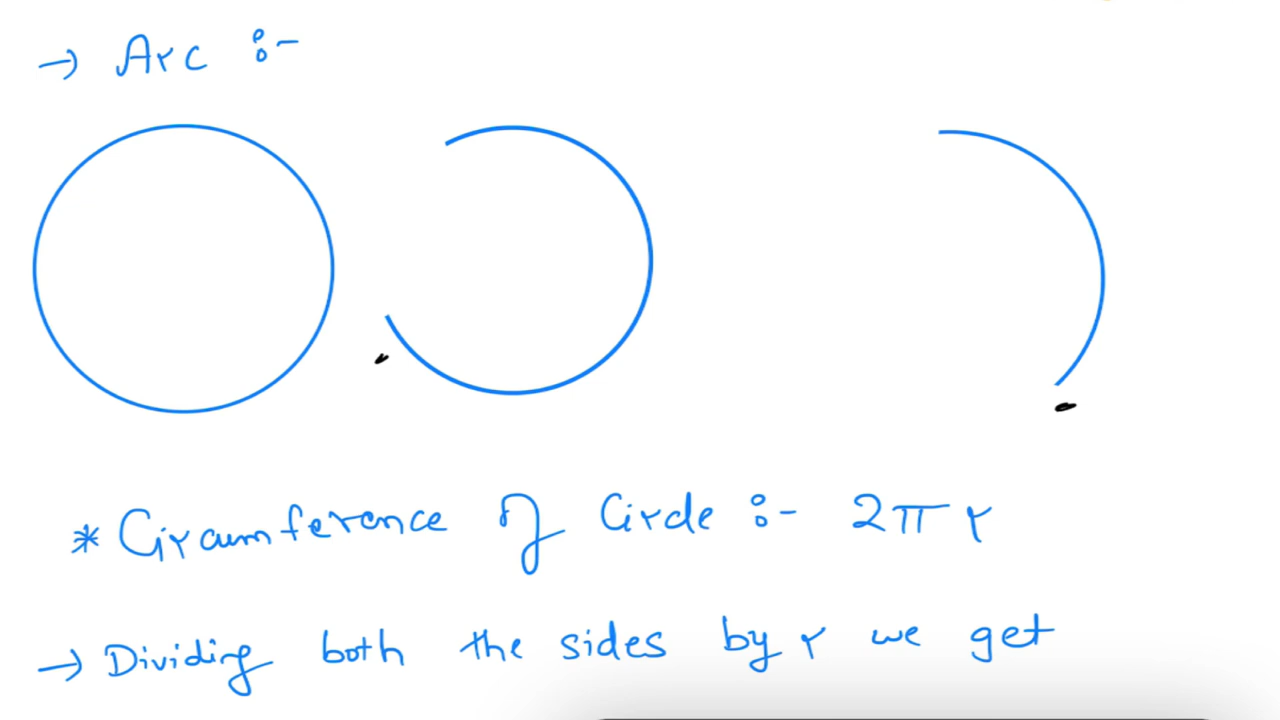 → Arc :-
* Circumference of Circle :- 2πr
→ Dividing both the sides by r we get